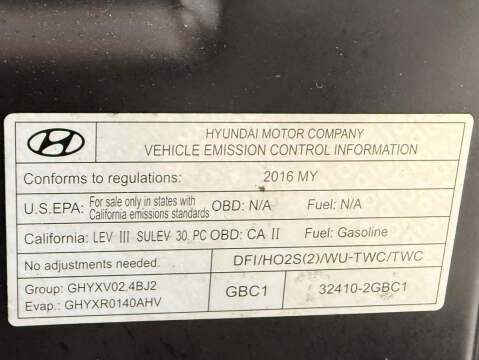 HYUNDAI MOTOR COMPANY
VEHICLE EMISSION CONTROL INFORMATION
Conforms to regulations: 2016 MY
U.S.EPA: For sale only in states with California emissions standards OBD: N/A Fuel: N/A
California: LEV III SULEV 30 PC OBD: CA II Fuel: Gasoline
No adjustments needed. DFI/HO2S(2)/WU-TWC/TWC
Group: GHYXV02.4BJ2
Evap.: GHYXR0140AHV
GBC1 32410-2GBC1